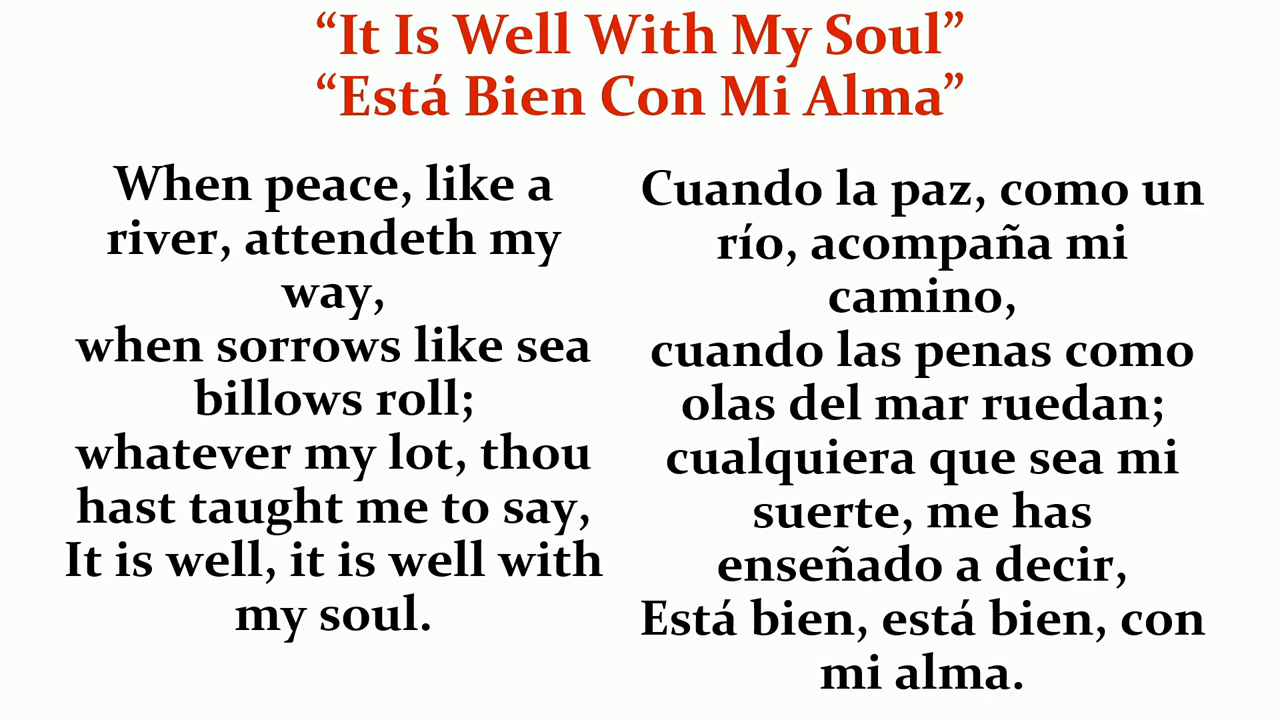 “It Is Well With My Soul”
“Está Bien Con Mi Alma”
When peace, like a
river, attendeth my
way,
when sorrows like sea
billows roll;
whatever my lot, thou
hast taught me to say,
It is well, it is well with
my soul.
Cuando la paz, como un
río, acompaña mi
camino,
cuando las penas como
olas del mar ruedan;
cualquiera que sea mi
suerte, me has
enseñado a decir,
Está bien, está bien, con
mi alma.